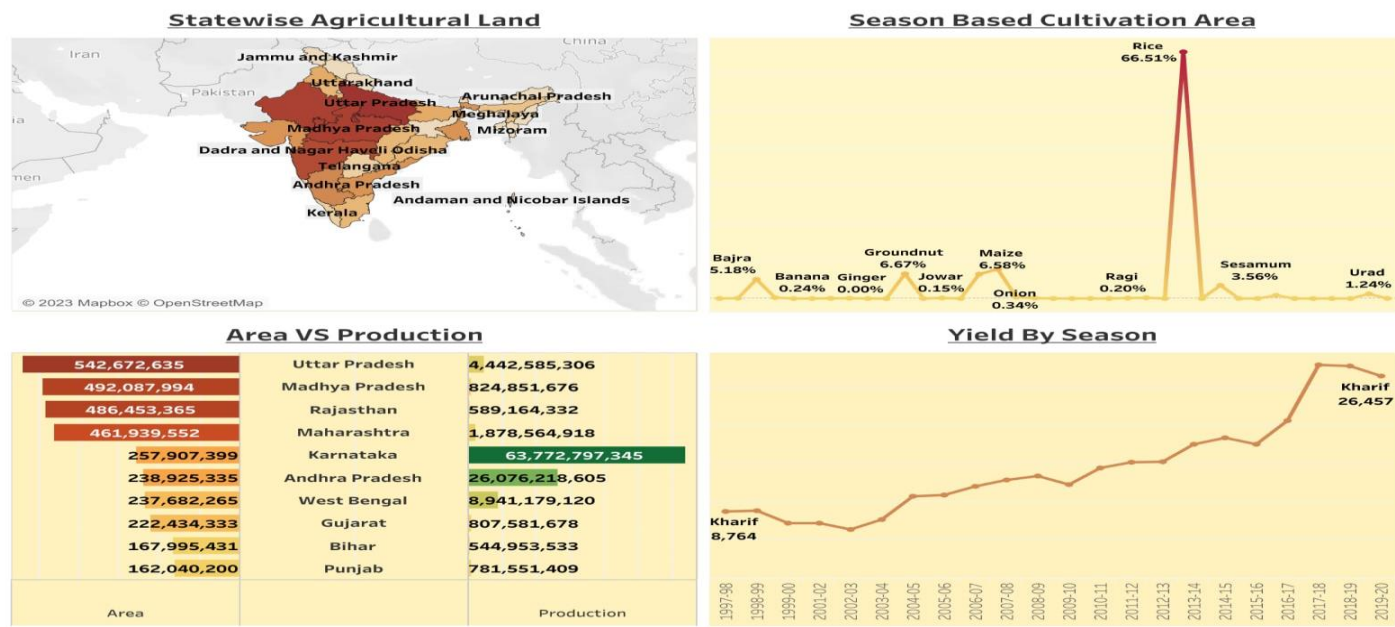 Statewise Agricultural Land
Iran
China
Jammu and Kashmir
Pakistan
Uttarakhand
Uttar Pradesh
Arunachal Pradesh
Meghalaya
Madhya Pradesh
Mizoram
Dadra and Nagar Haveli Odisha
Telangana
Andhra Pradesh
Andaman and Nicobar Islands
Kerala
ia
men
© 2023 Mapbox © OpenStreetMap
Season Based Cultivation Area
Rice
66.51%
Bajra
5.18%
Banana
0.24%
Ginger
0.00%
Groundnut
6.67%
Jowar
0.15%
Maize
6.58%
Onion
0.34%
Ragi
0.20%
Sesamum
3.56%
Urad
1.24%
Area VS Production
542,672,635 Uttar Pradesh 4,442,585,306
492,087,994 Madhya Pradesh 824,851,676
486,453,365 Rajasthan 589,164,332
461,939,552 Maharashtra 1,878,564,918
257,907,399 Karnataka 63,772,797,345
238,925,335 Andhra Pradesh 26,076,218,605
237,682,265 West Bengal 8,941,179,120
222,434,333 Gujarat 807,581,678
167,995,431 Bihar 544,953,533
162,040,200 Punjab 781,551,409
Area Production
Yield By Season
Kharif
8,764
Kharif
26,457
1997-98
1998-99
1999-00
2001-02
2002-03
2003-04
2004-05
2005-06
2006-07
2007-08
2008-09
2009-10
2010-11
2011-12
2012-13
2013-14
2014-15
2015-16
2016-17
2017-18
2018-19
2019-20